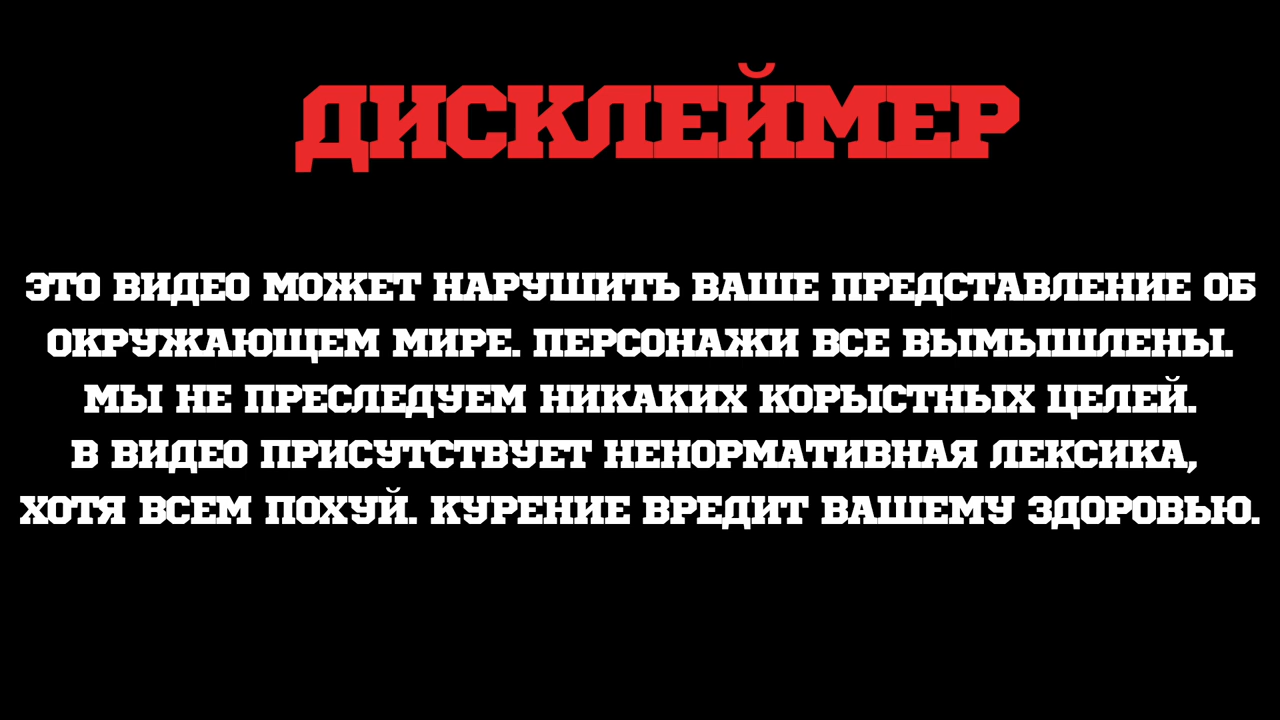 ДИСКЛЕЙМЕР
ЭТО ВИДЕО МОЖЕТ НАРУШИТЬ ВАШЕ ПРЕДСТАВЛЕНИЕ ОБ
ОКРУЖАЮЩЕМ МИРЕ. ПЕРСОНАЖИ ВСЕ ВЫМЫШЛЕНЫ.
МЫ НЕ ПРЕСЛЕДУЕМ НИКАКИХ КОРЫСТНЫХ ЦЕЛЕЙ.
В ВИДЕО ПРИСУТСТВУЕТ НЕНОРМАТИВНАЯ ЛЕКСИКА,
ХОТЯ ВСЕМ ПОХУЙ. КУРЕНИЕ ВРЕДИТ ВАШЕМУ ЗДОРОВЬЮ.